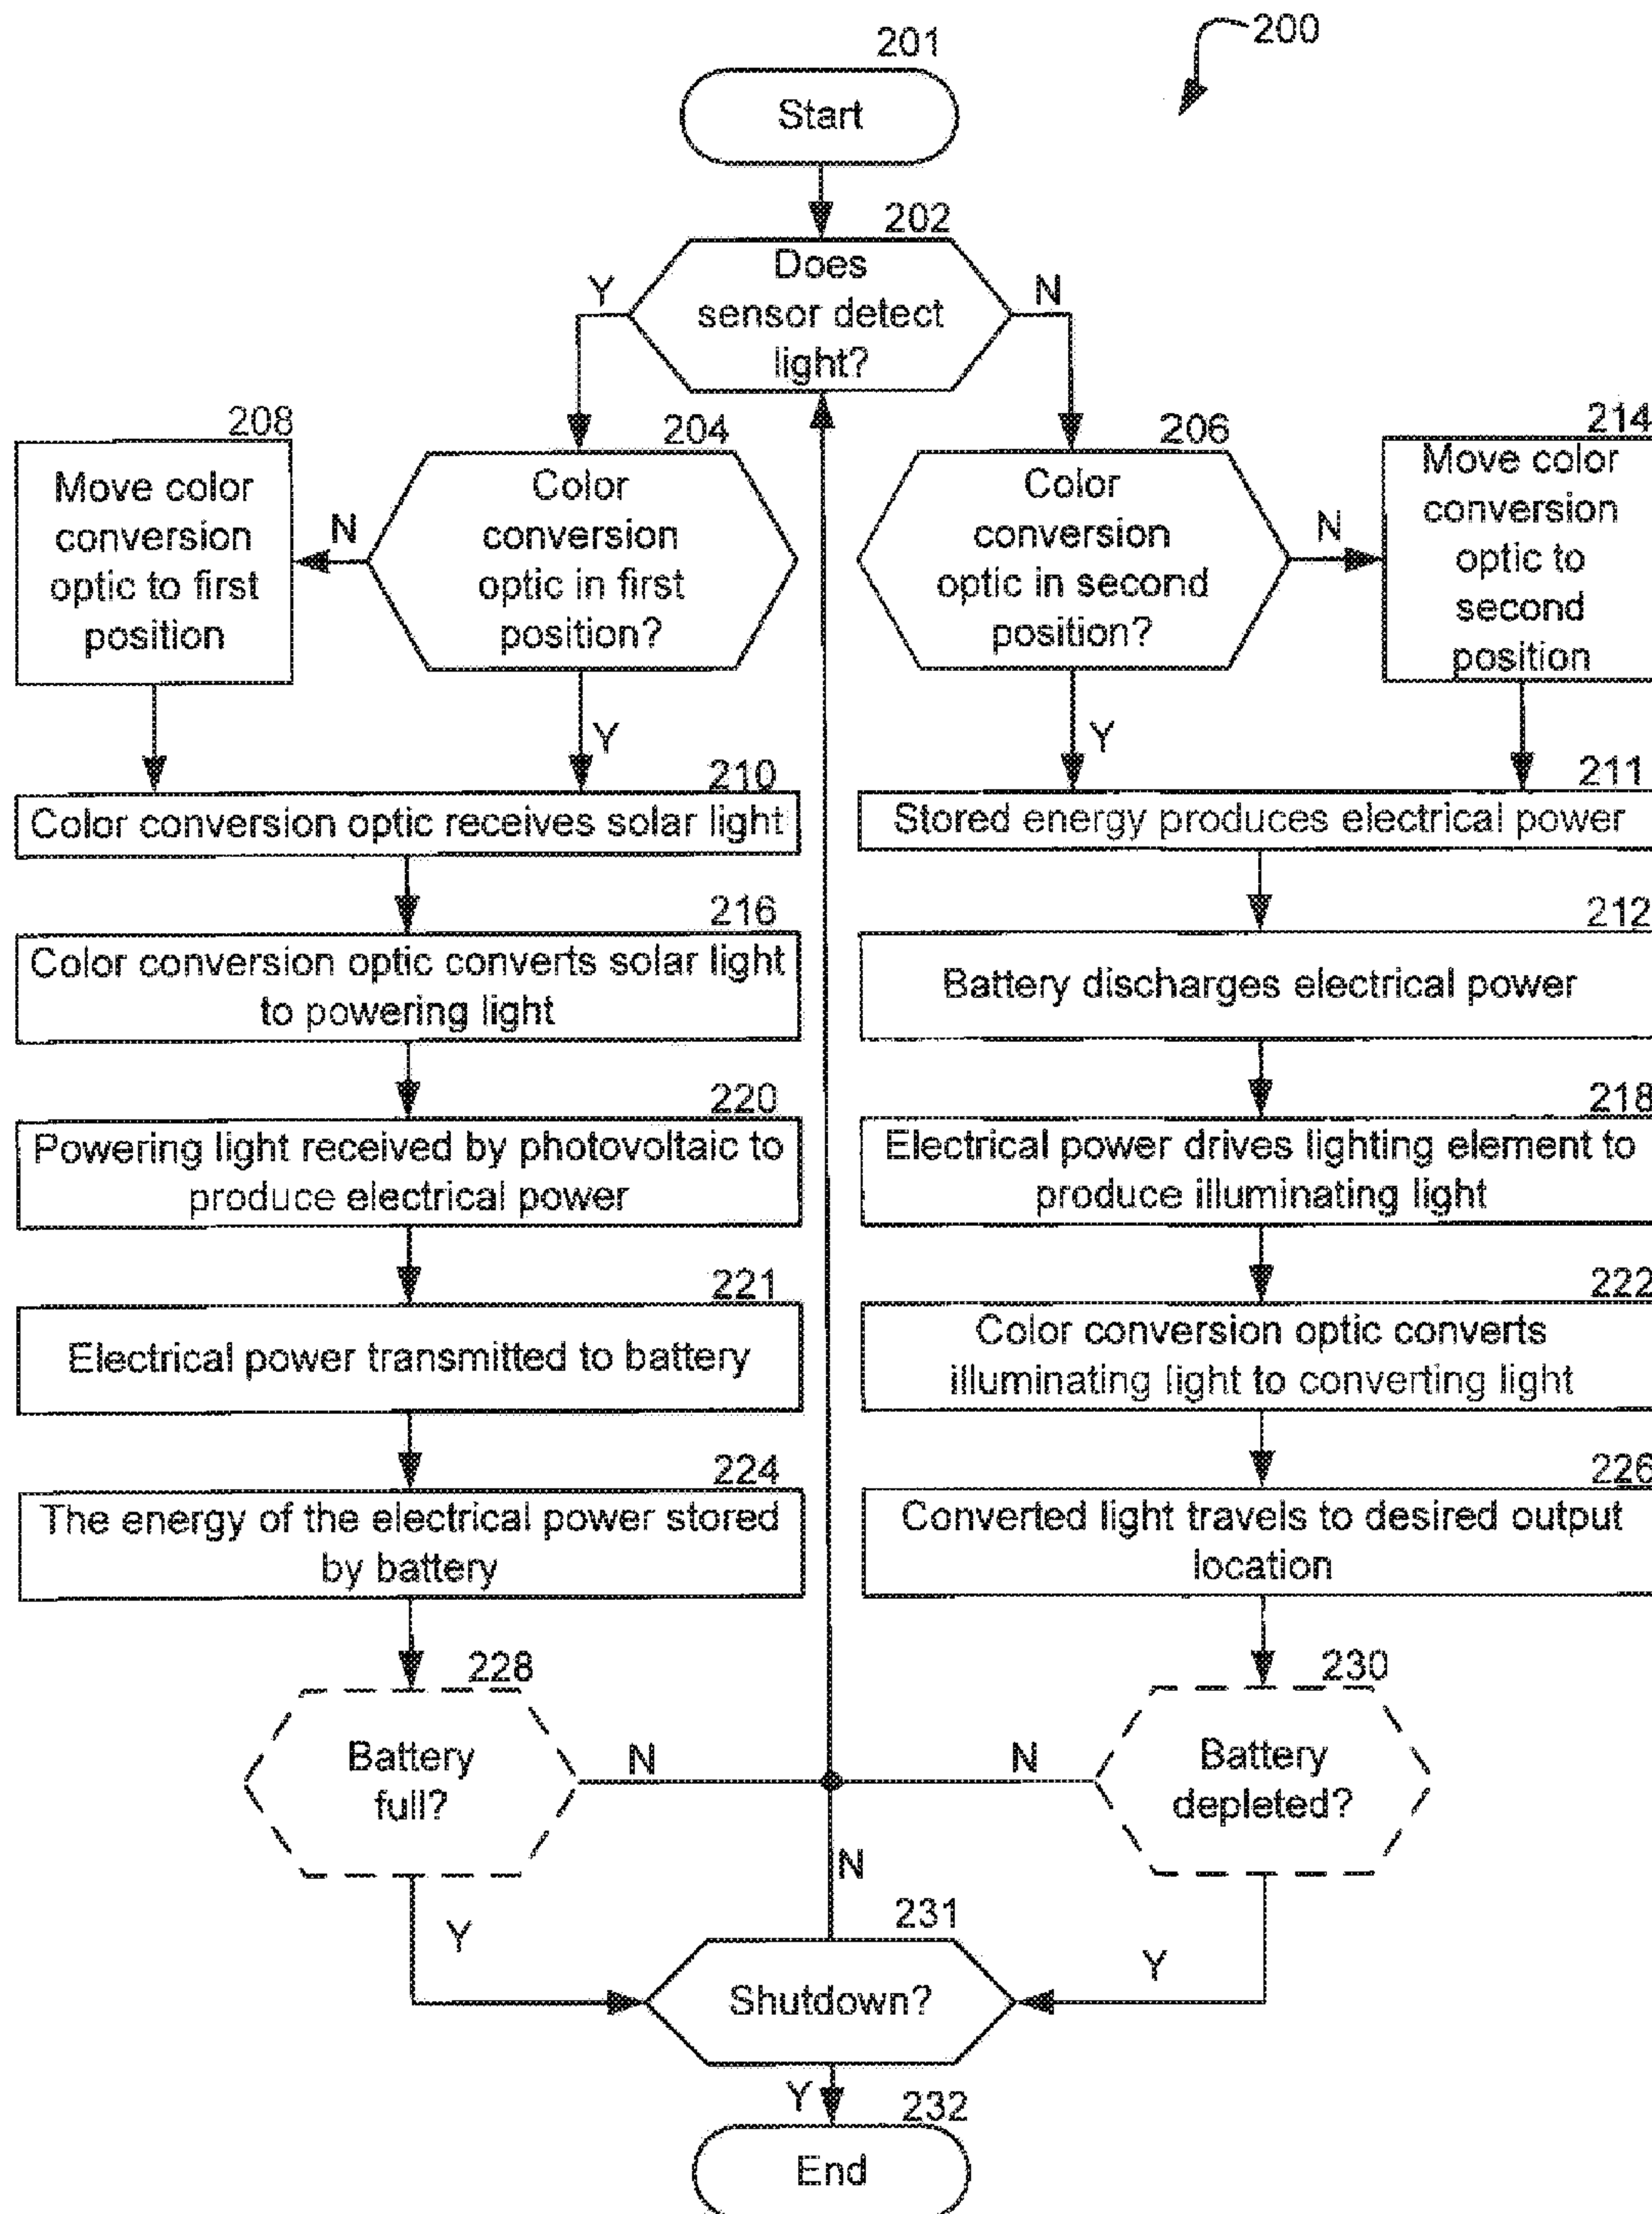 200
201
Start
202
Does
sensor detect
light?
Y
N
208
Move color
conversion
optic to first
position
N
204
Color
conversion
optic in first
position?
Y
206
Color
conversion
optic in second
position?
N
Y
214
Move color
conversion
optic to
second
position
210
Color conversion optic receives solar light
216
Color conversion optic converts solar light
to powering light
220
Powering light received by photovoltaic to
produce electrical power
221
Electrical power transmitted to battery
224
The energy of the electrical power stored
by battery
228
Battery
full?
N
Y
211
Stored energy produces electrical power
212
Battery discharges electrical power
218
Electrical power drives lighting element to
produce illuminating light
222
Color conversion optic converts
illuminating light to converting light
226
Converted light travels to desired output
location
230
Battery
depleted?
N
Y
N
231
Shutdown?
Y
232
End